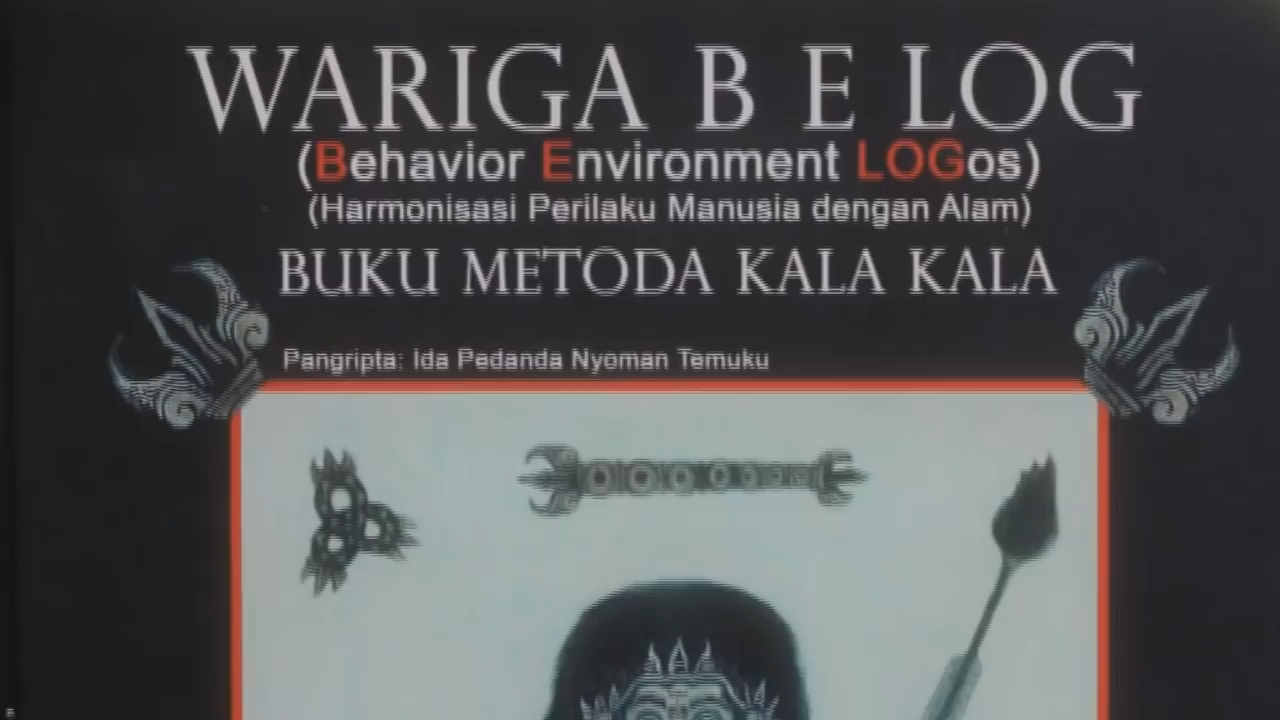 WARIGA B E LOG
(Behavior Environment LOGos)
(Harmonisasi Perilaku Manusia dengan Alam)
BUKU METODA KALA KALA
Pangripta: Ida Pedanda Nyoman Temuku